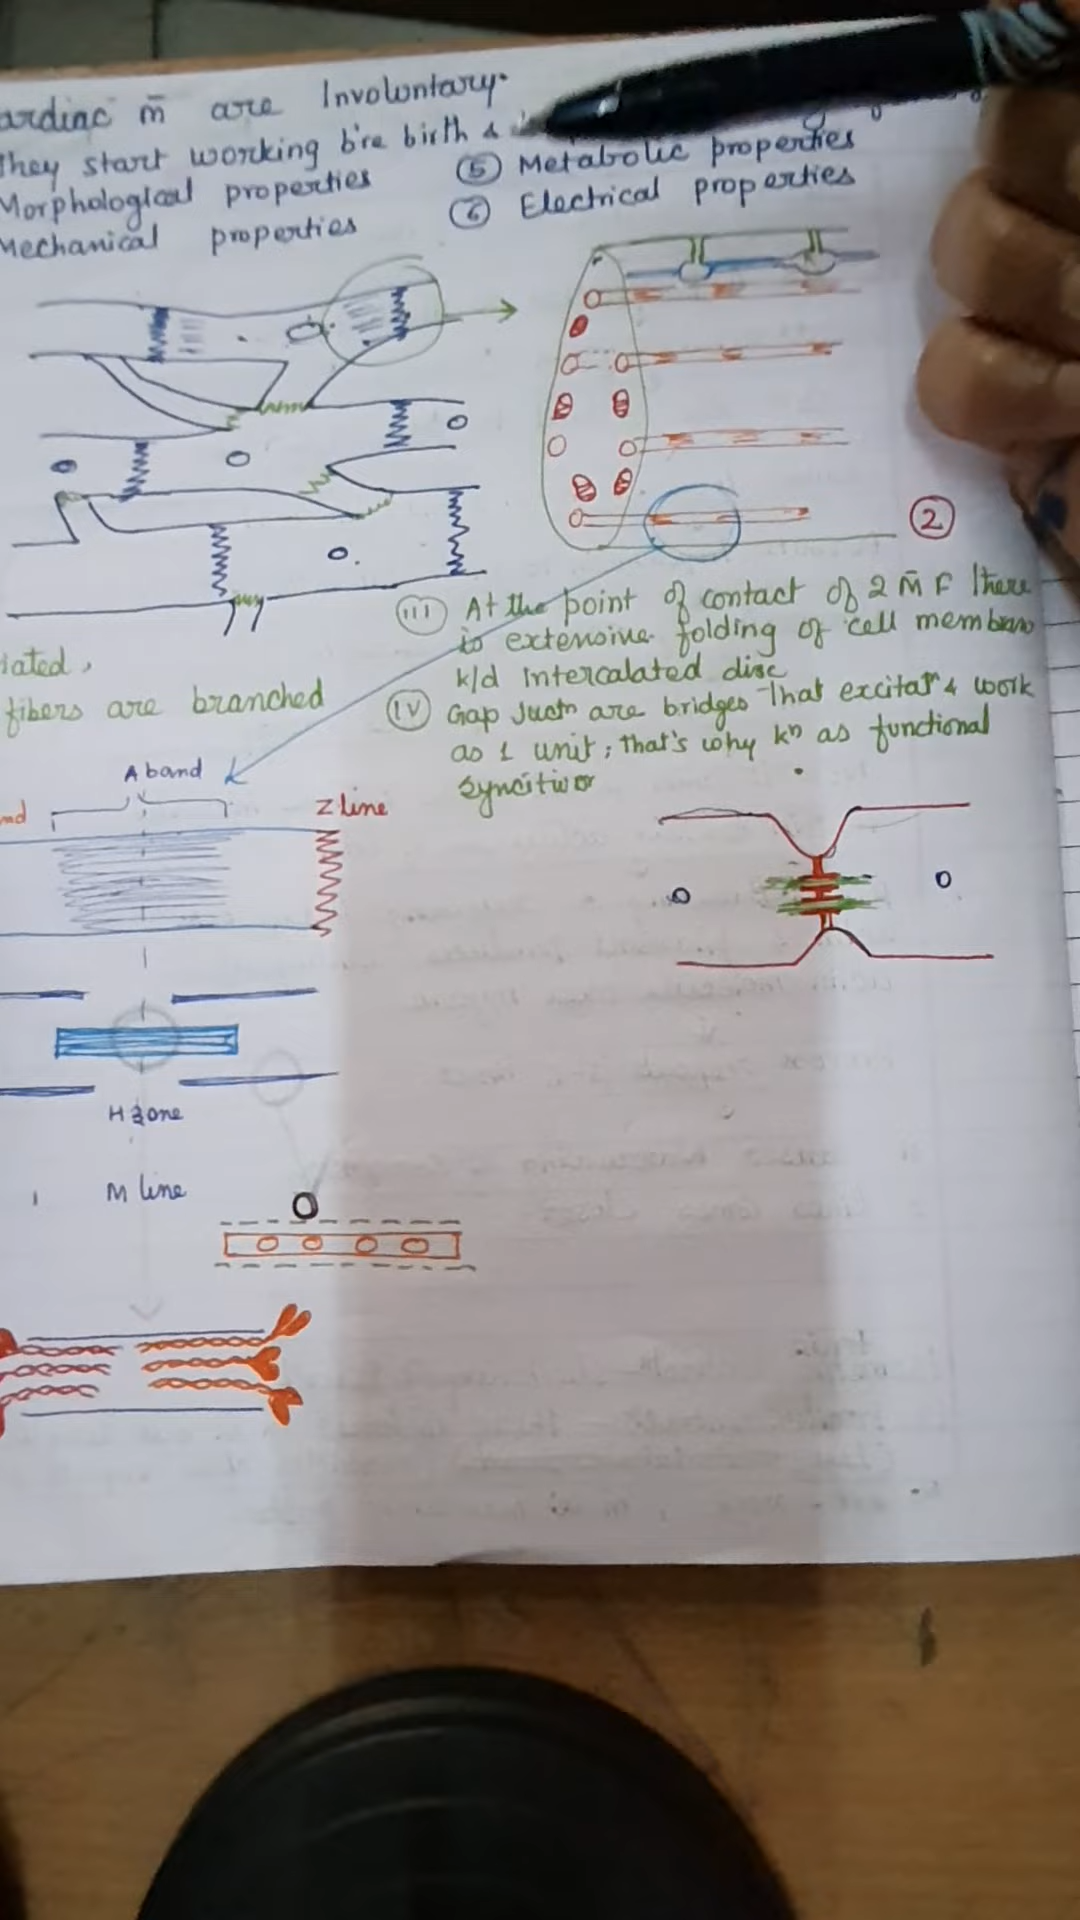 ardiac m̄ are Involuntary.
They start working b're birth &
Morphological properties
Mechanical properties
⑤ Metabolic properties
⑥ Electrical properties
②
iated,
fibers are branched
(III) At the point of contact of 2 M̄ F there
is extensive folding of cell membran
k/d intercalated disc
(IV) Gap Juctn are bridges that excitatn & work
as 1 unit; that's why kn as functional
Syncitium
A band
nd
Z line
H zone
M line